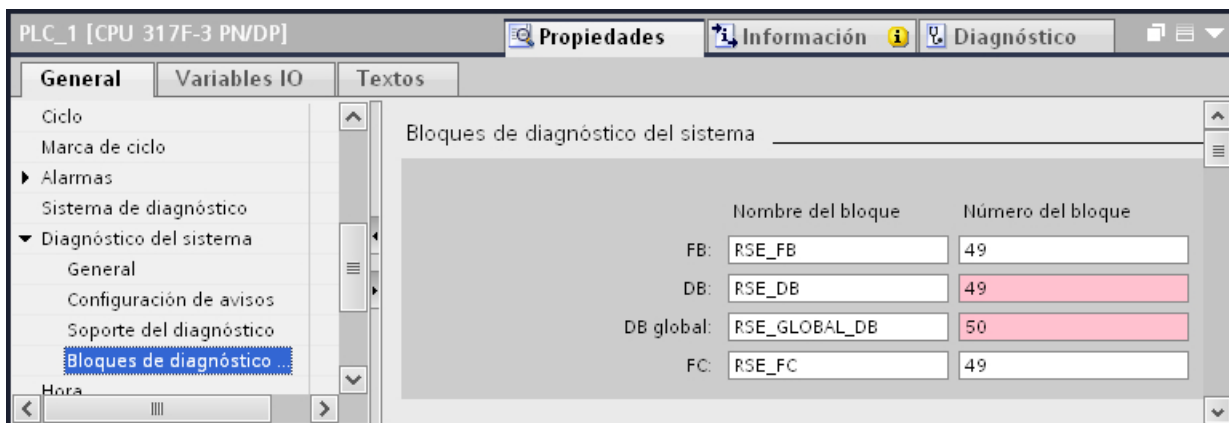 PLC_1 [CPU 317F-3 PN/DP]
Propiedades
Información
Diagnóstico
General
Variables IO
Textos
Ciclo
Marca de ciclo
Alarmas
Sistema de diagnóstico
Diagnóstico del sistema
General
Configuración de avisos
Soporte del diagnóstico
Bloques de diagnóstico ...
Hora
Bloques de diagnóstico del sistema
Nombre del bloque Número del bloque
FB: RSE_FB 49
DB: RSE_DB 49
DB global: RSE_GLOBAL_DB 50
FC: RSE_FC 49